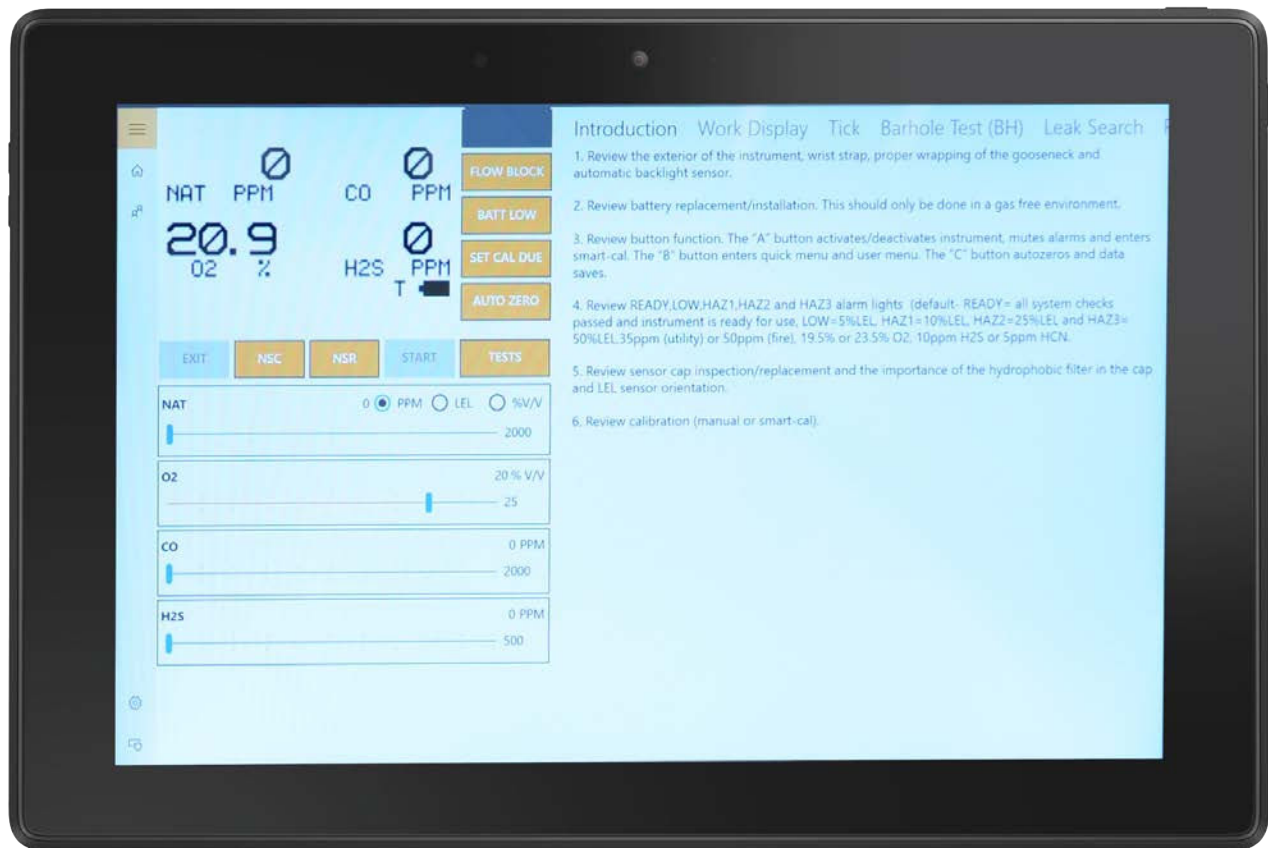 0 0
NAT PPM CO PPM
20.9 0
O2 % H2S PPM
T
FLOW BLOCK
BATT LOW
SET CAL DUE
AUTO ZERO
EXIT NSC NSR START TESTS
NAT 0 PPM LEL %V/V
2000
O2 20 % V/V
25
CO 0 PPM
2000
H2S 0 PPM
500
Introduction Work Display Tick Barhole Test (BH) Leak Search
1. Review the exterior of the instrument, wrist strap, proper wrapping of the gooseneck and
automatic backlight sensor.
2. Review battery replacement/installation. This should only be done in a gas free environment.
3. Review button function. The "A" button activates/deactivates instrument, mutes alarms and enters
smart-cal. The "B" button enters quick menu and user menu. The "C" button autozeros and data
saves.
4. Review READY,LOW,HAZ1,HAZ2 and HAZ3 alarm lights (default- READY= all system checks
passed and instrument is ready for use, LOW=5%LEL, HAZ1=10%LEL, HAZ2=25%LEL and HAZ3=
50%LEL.35ppm (utility) or 50ppm (fire), 19.5% or 23.5% O2, 10ppm H2S or 5ppm HCN.
5. Review sensor cap inspection/replacement and the importance of the hydrophobic filter in the cap
and LEL sensor orientation.
6. Review calibration (manual or smart-cal).